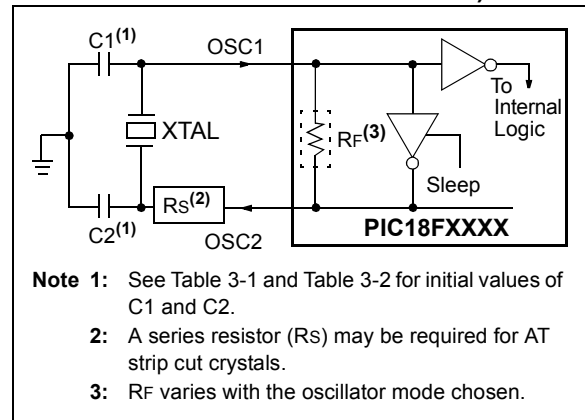 C1(1)
OSC1
To
Internal
Logic
XTAL
RF(3)
Sleep
RS(2)
C2(1)
OSC2
PIC18FXXXX
Note 1: See Table 3-1 and Table 3-2 for initial values of
C1 and C2.
2: A series resistor (RS) may be required for AT
strip cut crystals.
3: RF varies with the oscillator mode chosen.